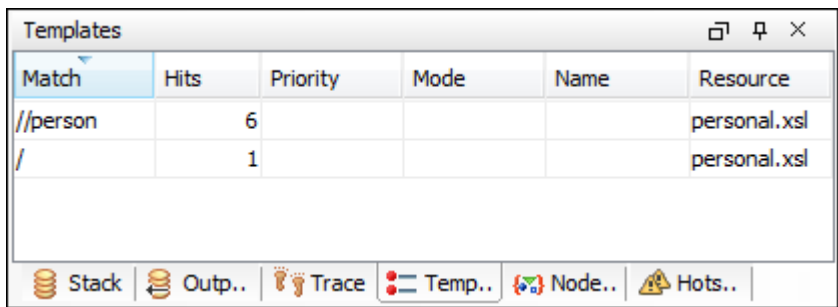 Templates
Match Hits Priority Mode Name Resource
//person 6 personal.xsl
/ 1 personal.xsl
Stack Outp.. Trace Temp.. Node.. Hots..